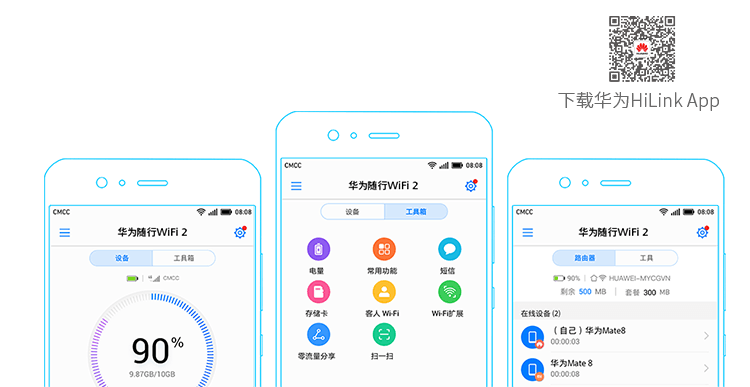 下载华为HiLink App
CMCC 08:08
华为随行WiFi 2
设备 工具箱
4G CMCC
90%
9.87GB/10GB
CMCC 08:08
华为随行WiFi 2
设备 工具箱
电量 常用功能 短信
存储卡 客人 WiFi Wi-Fi扩展
零流量分享 扫一扫
CMCC 08:08
华为随行WiFi 2
路由器 工具
90% HUAWEI-MYCGVN
剩余 500 MB 套餐 300 MB
在线设备 (2)
（自己）华为Mate8
00:00:03
华为Mate 8
00:00:08